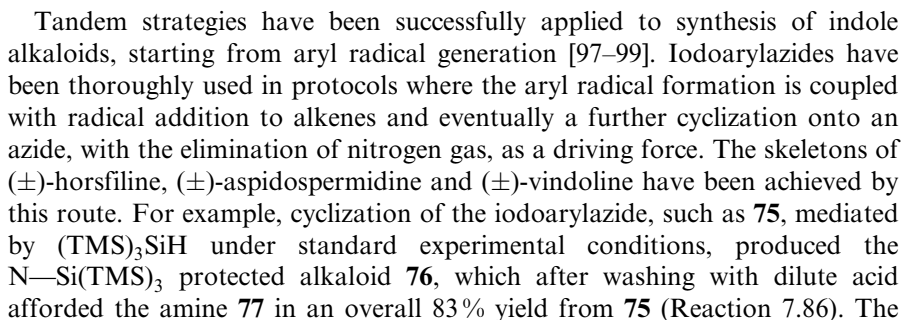 Tandem strategies have been successfully applied to synthesis of indole
alkaloids, starting from aryl radical generation [97–99]. Iodoarylazides have
been thoroughly used in protocols where the aryl radical formation is coupled
with radical addition to alkenes and eventually a further cyclization onto an
azide, with the elimination of nitrogen gas, as a driving force. The skeletons of
(±)-horsfiline, (±)-aspidospermidine and (±)-vindoline have been achieved by
this route. For example, cyclization of the iodoarylazide, such as 75, mediated
by (TMS)₃SiH under standard experimental conditions, produced the
N—Si(TMS)₃ protected alkaloid 76, which after washing with dilute acid
afforded the amine 77 in an overall 83% yield from 75 (Reaction 7.86). The